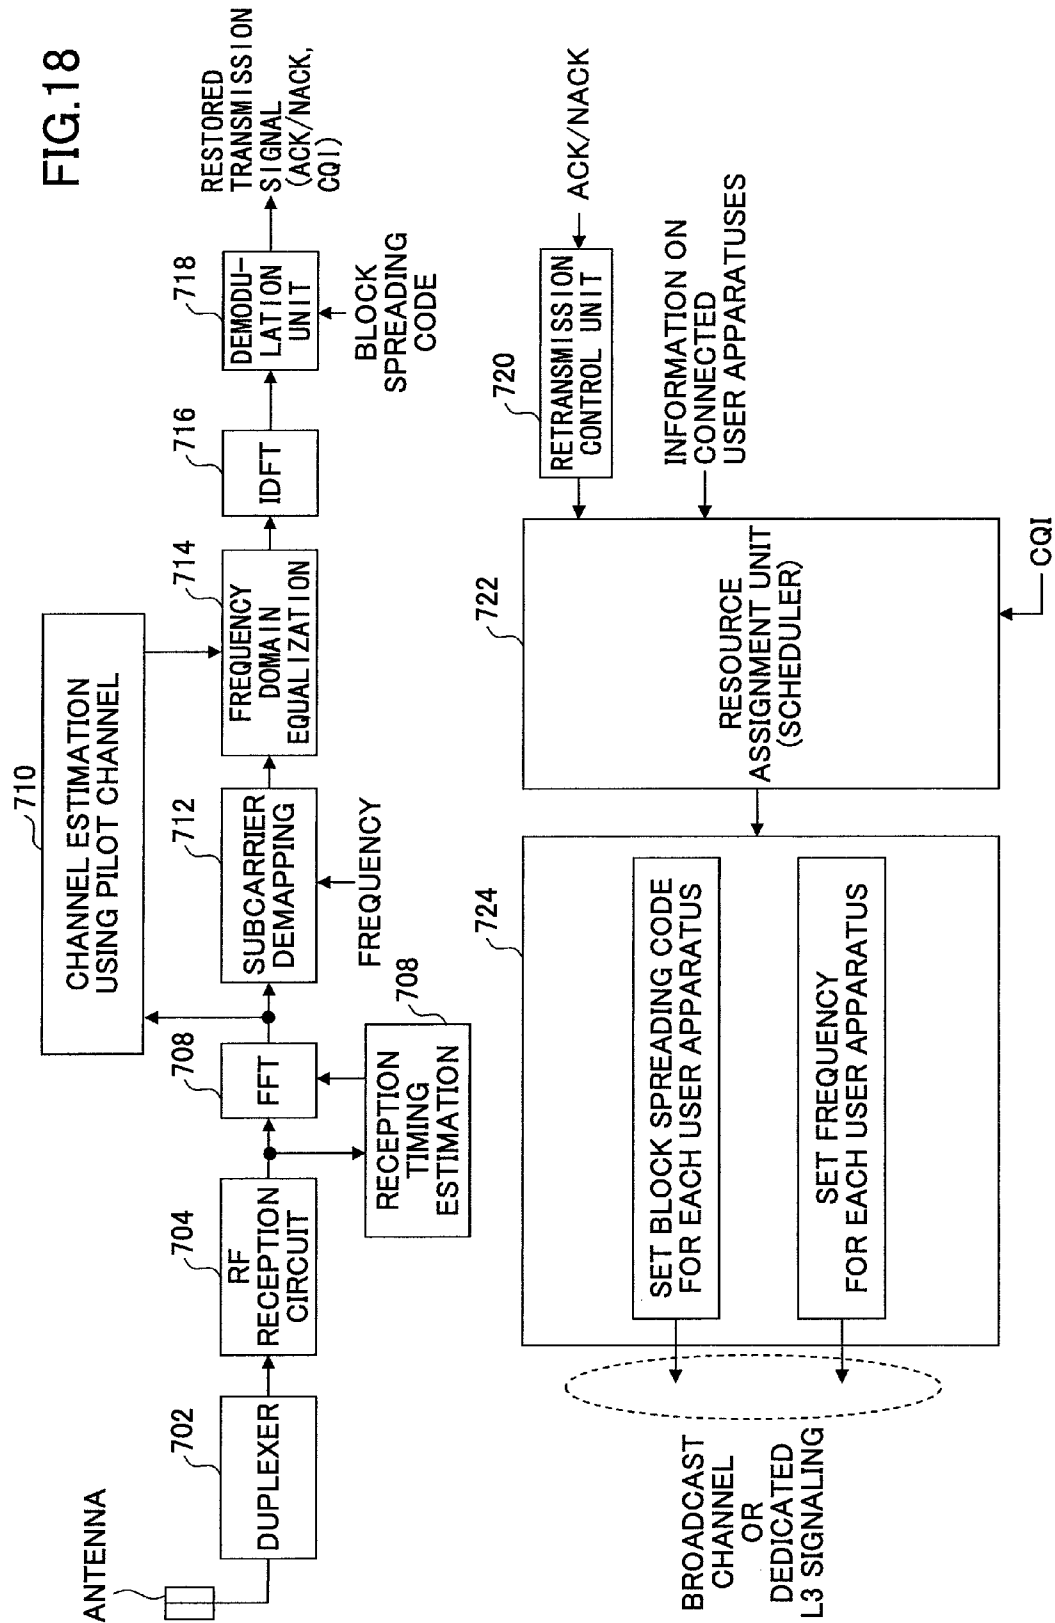 FIG.18
ANTENNA
702
DUPLEXER
704
RF
RECEPTION
CIRCUIT
708
FFT
708
RECEPTION
TIMING
ESTIMATION
710
CHANNEL ESTIMATION
USING PILOT CHANNEL
712
SUBCARRIER
DEMAPPING
FREQUENCY
714
FREQUENCY
DOMAIN
EQUALIZATION
716
IDFT
718
DEMODU-
LATION
UNIT
BLOCK
SPREADING
CODE
RESTORED
TRANSMISSION
SIGNAL
(ACK/NACK,
CQI)
BROADCAST
CHANNEL
OR
DEDICATED
L3 SIGNALING
724
SET BLOCK SPREADING CODE
FOR EACH USER APPARATUS
SET FREQUENCY
FOR EACH USER APPARATUS
722
RESOURCE
ASSIGNMENT UNIT
(SCHEDULER)
720
RETRANSMISSION
CONTROL UNIT
ACK/NACK
INFORMATION ON
CONNECTED
USER APPARATUSES
CQI